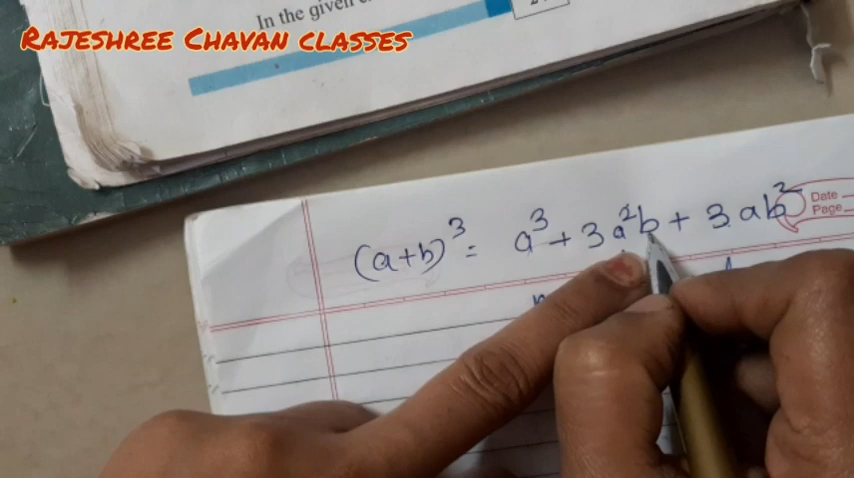 In the given
RAJESHREE CHAVAN CLASSES
(a+b)³ = a³ + 3a²b + 3ab²
Date
Page